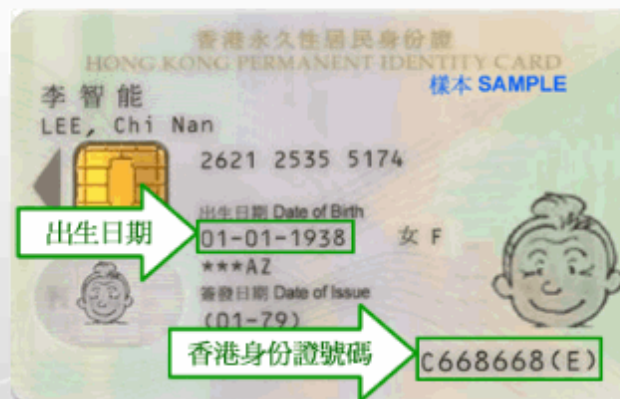 香港永久性居民身份證
HONG KONG PERMANENT IDENTITY CARD
樣本 SAMPLE
李智能
LEE, Chi Nan
2621 2535 5174
出生日期 Date of Birth
出生日期
01-01-1938
女 F
***AZ
簽發日期 Date of Issue
(01-79)
香港身份證號碼
C668668(E)